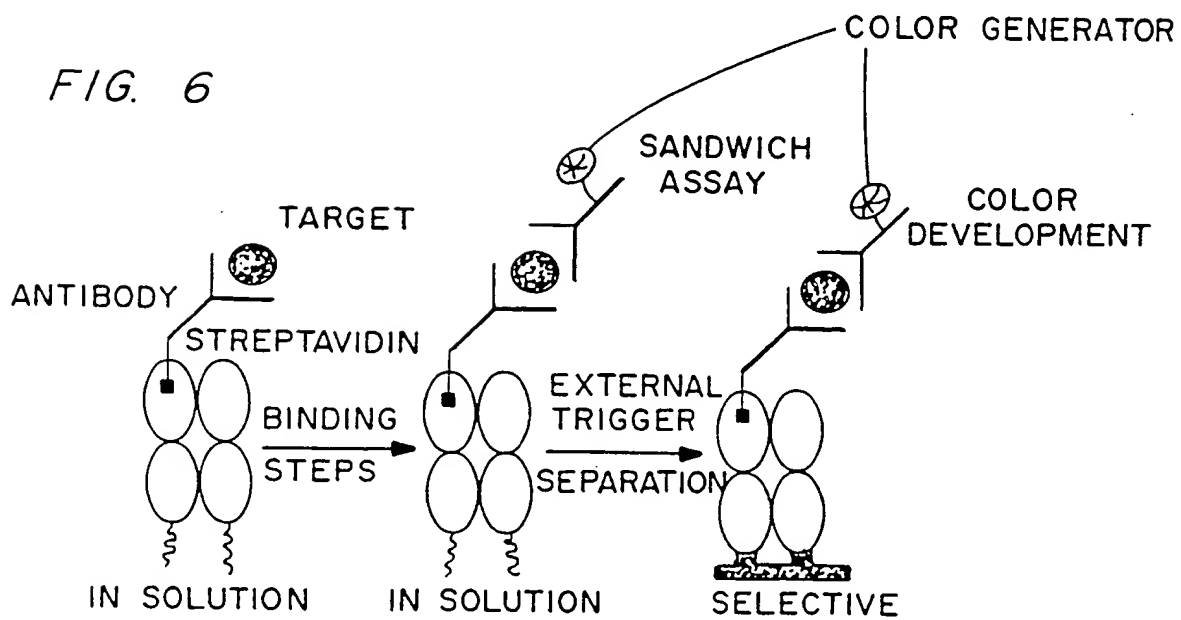 FIG. 6
COLOR GENERATOR
SANDWICH
ASSAY
COLOR
DEVELOPMENT
TARGET
ANTIBODY
STREPTAVIDIN
BINDING
STEPS
EXTERNAL
TRIGGER
SEPARATION
IN SOLUTION
IN SOLUTION
SELECTIVE